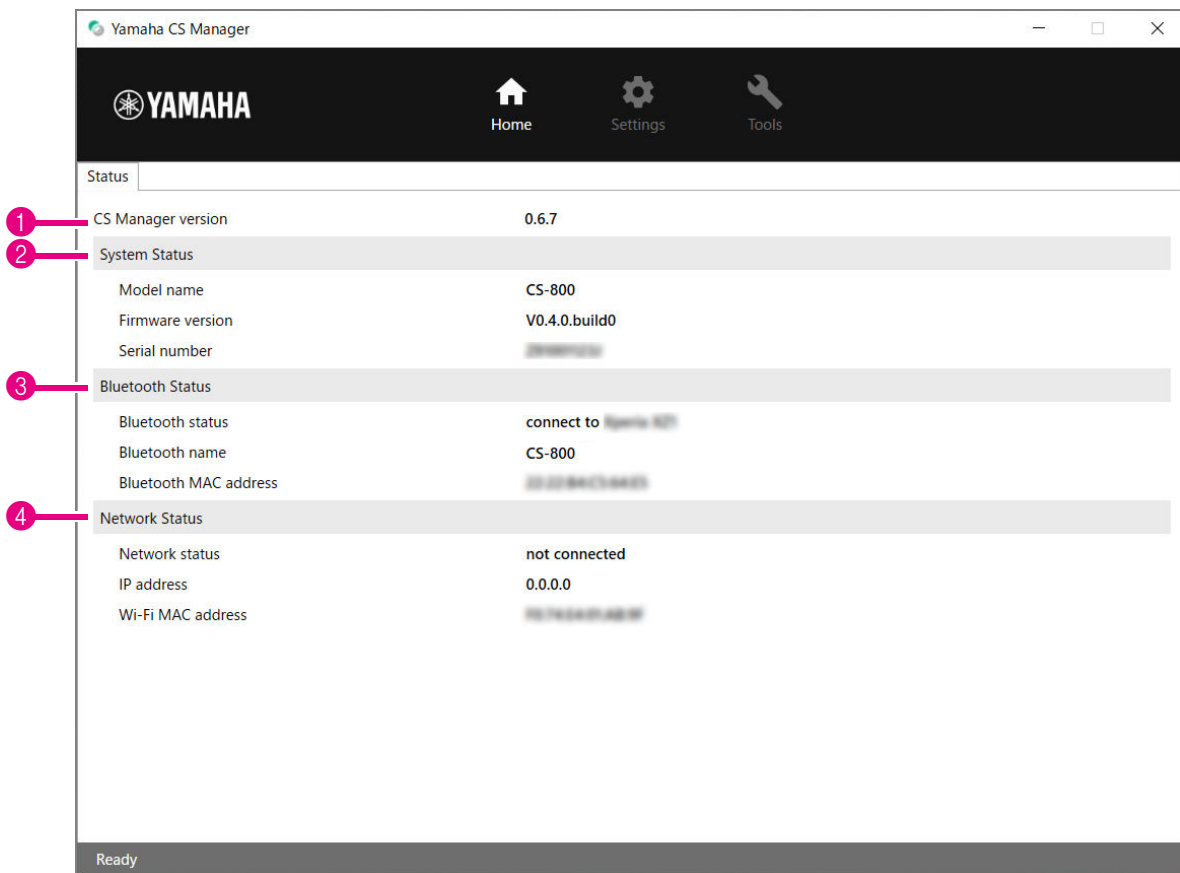 Yamaha CS Manager
YAMAHA
Home Settings Tools
Status
1 CS Manager version 0.6.7
2 System Status
Model name CS-800
Firmware version V0.4.0.build0
Serial number
3 Bluetooth Status
Bluetooth status connect to
Bluetooth name CS-800
Bluetooth MAC address
4 Network Status
Network status not connected
IP address 0.0.0.0
Wi-Fi MAC address
Ready